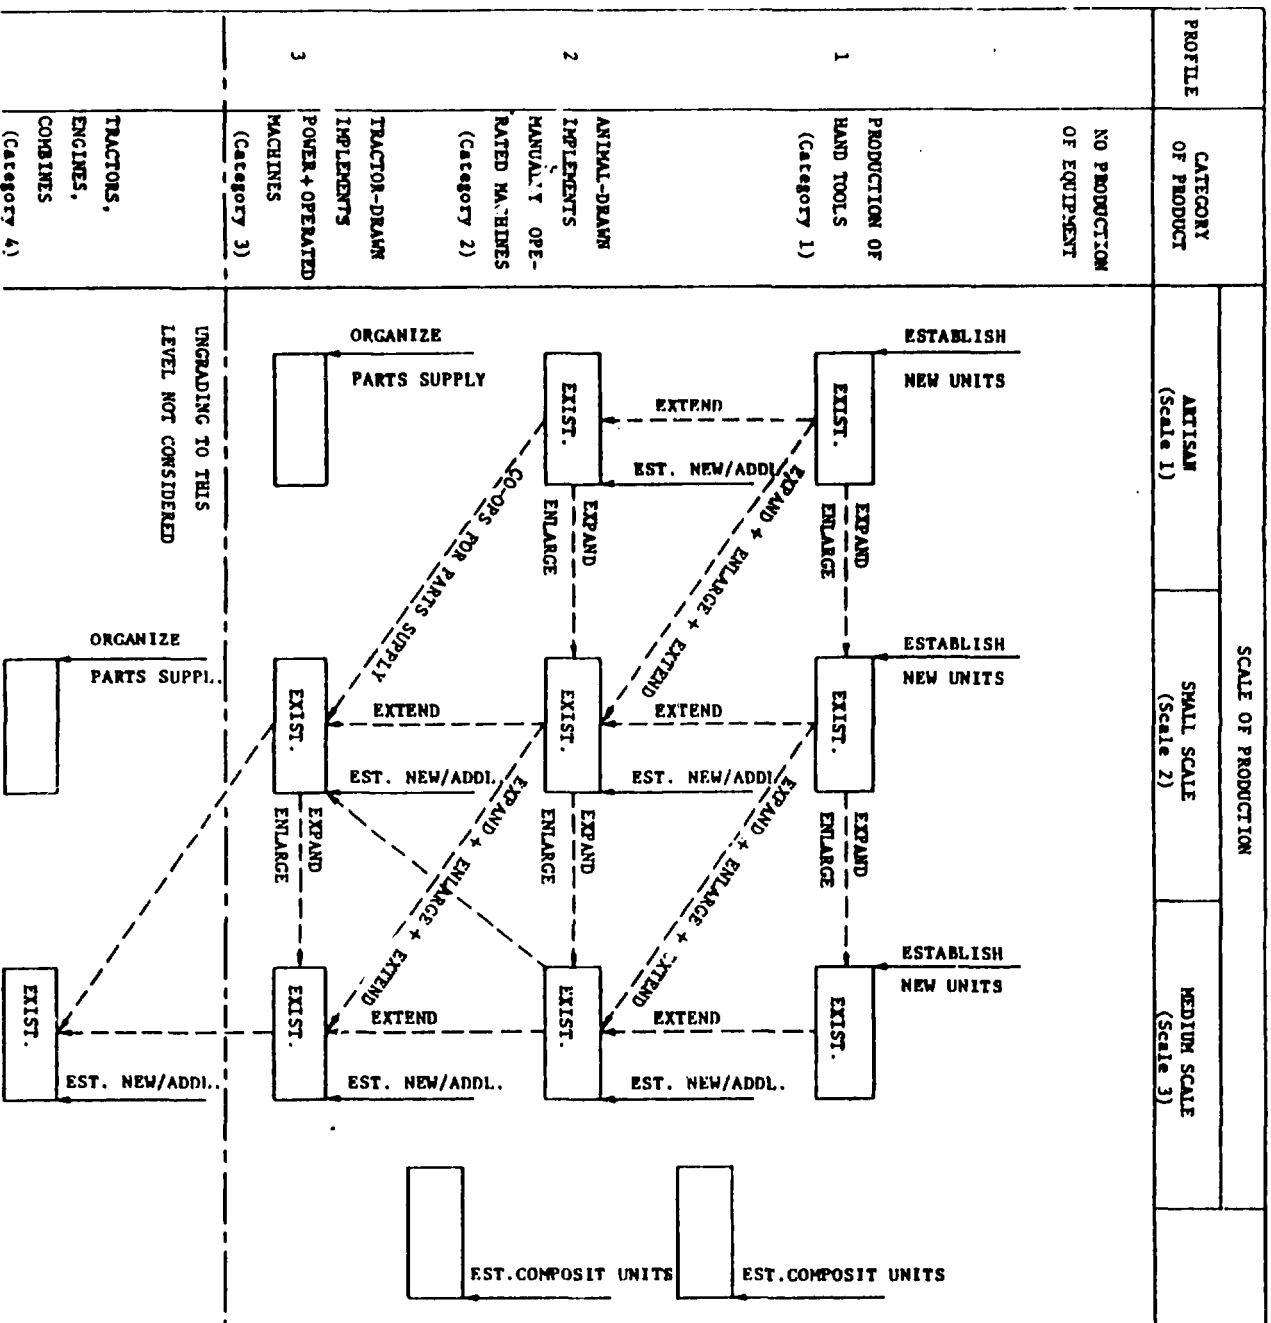 PROFILE
CATEGORY
OF PRODUCT
SCALE OF PRODUCTION
ARTISAN
(Scale 1)
SMALL SCALE
(Scale 2)
MEDIUM SCALE
(Scale 3)
NO PRODUCTION
OF EQUIPMENT
ESTABLISH
NEW UNITS
ESTABLISH
NEW UNITS
ESTABLISH
NEW UNITS
1
PRODUCTION OF
HAND TOOLS
(Category 1)
EXIST.
EXPAND
ENLARGE
EXIST.
EXPAND
ENLARGE
EXIST.
EXTEND
EST. NEW/ADDL.
EXPAND + ENLARGE + EXTEND
EXTEND
EST. NEW/ADDL.
EXPAND + ENLARGE + EXTEND
EXTEND
EST. NEW/ADDL.
EST.COMPOSIT UNITS
2
ANIMAL-DRAWN
IMPLEMENTS
MANUALLY OPE-
RATED MACHINES
(Category 2)
EXIST.
EXPAND
ENLARGE
EXIST.
EXPAND
ENLARGE
EXIST.
ORGANIZE
PARTS SUPPLY
CO-OPS FOR PARTS SUPPLY
EXTEND
EST. NEW/ADDL.
EXPAND + ENLARGE + EXTEND
EXTEND
EST. NEW/ADDL.
EST.COMPOSIT UNITS
3
TRACTOR-DRAWN
IMPLEMENTS
POWER+OPERATED
MACHINES
(Category 3)
EXIST.
EXPAND
ENLARGE
EXIST.
UNGRADING TO THIS
LEVEL NOT CONSIDERED
ORGANIZE
PARTS SUPPL.
EST. NEW/ADDL.
TRACTORS,
ENGINES,
COMBINES
(Category 4)
EXIST.